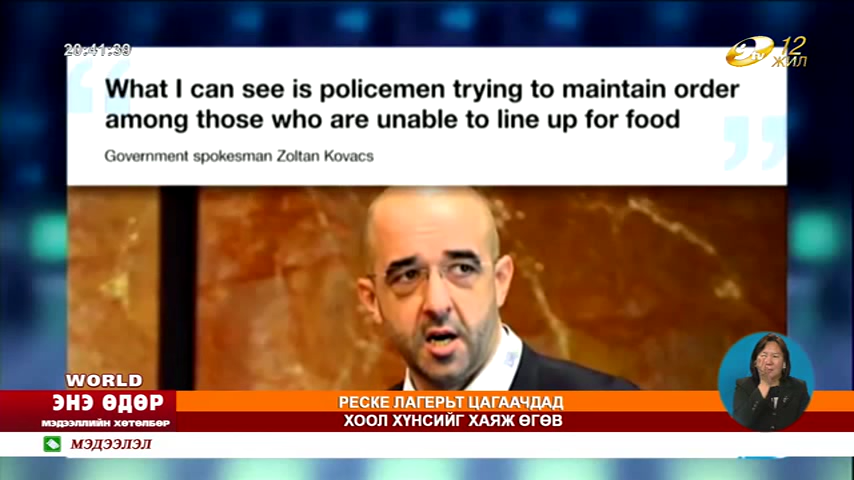 20:41:39
12
ЖИЛ
What I can see is policemen trying to maintain order
among those who are unable to line up for food
Government spokesman Zoltan Kovacs
WORLD
ЭНЭ ӨДӨР
МЭДЭЭЛЛИЙН ХӨТӨЛБӨР
РЕСКЕ ЛАГЕРЬТ ЦАГААЧДАД
ХООЛ ХҮНСИЙГ ХАЯЖ ӨГӨВ
МЭДЭЭЛЭЛ